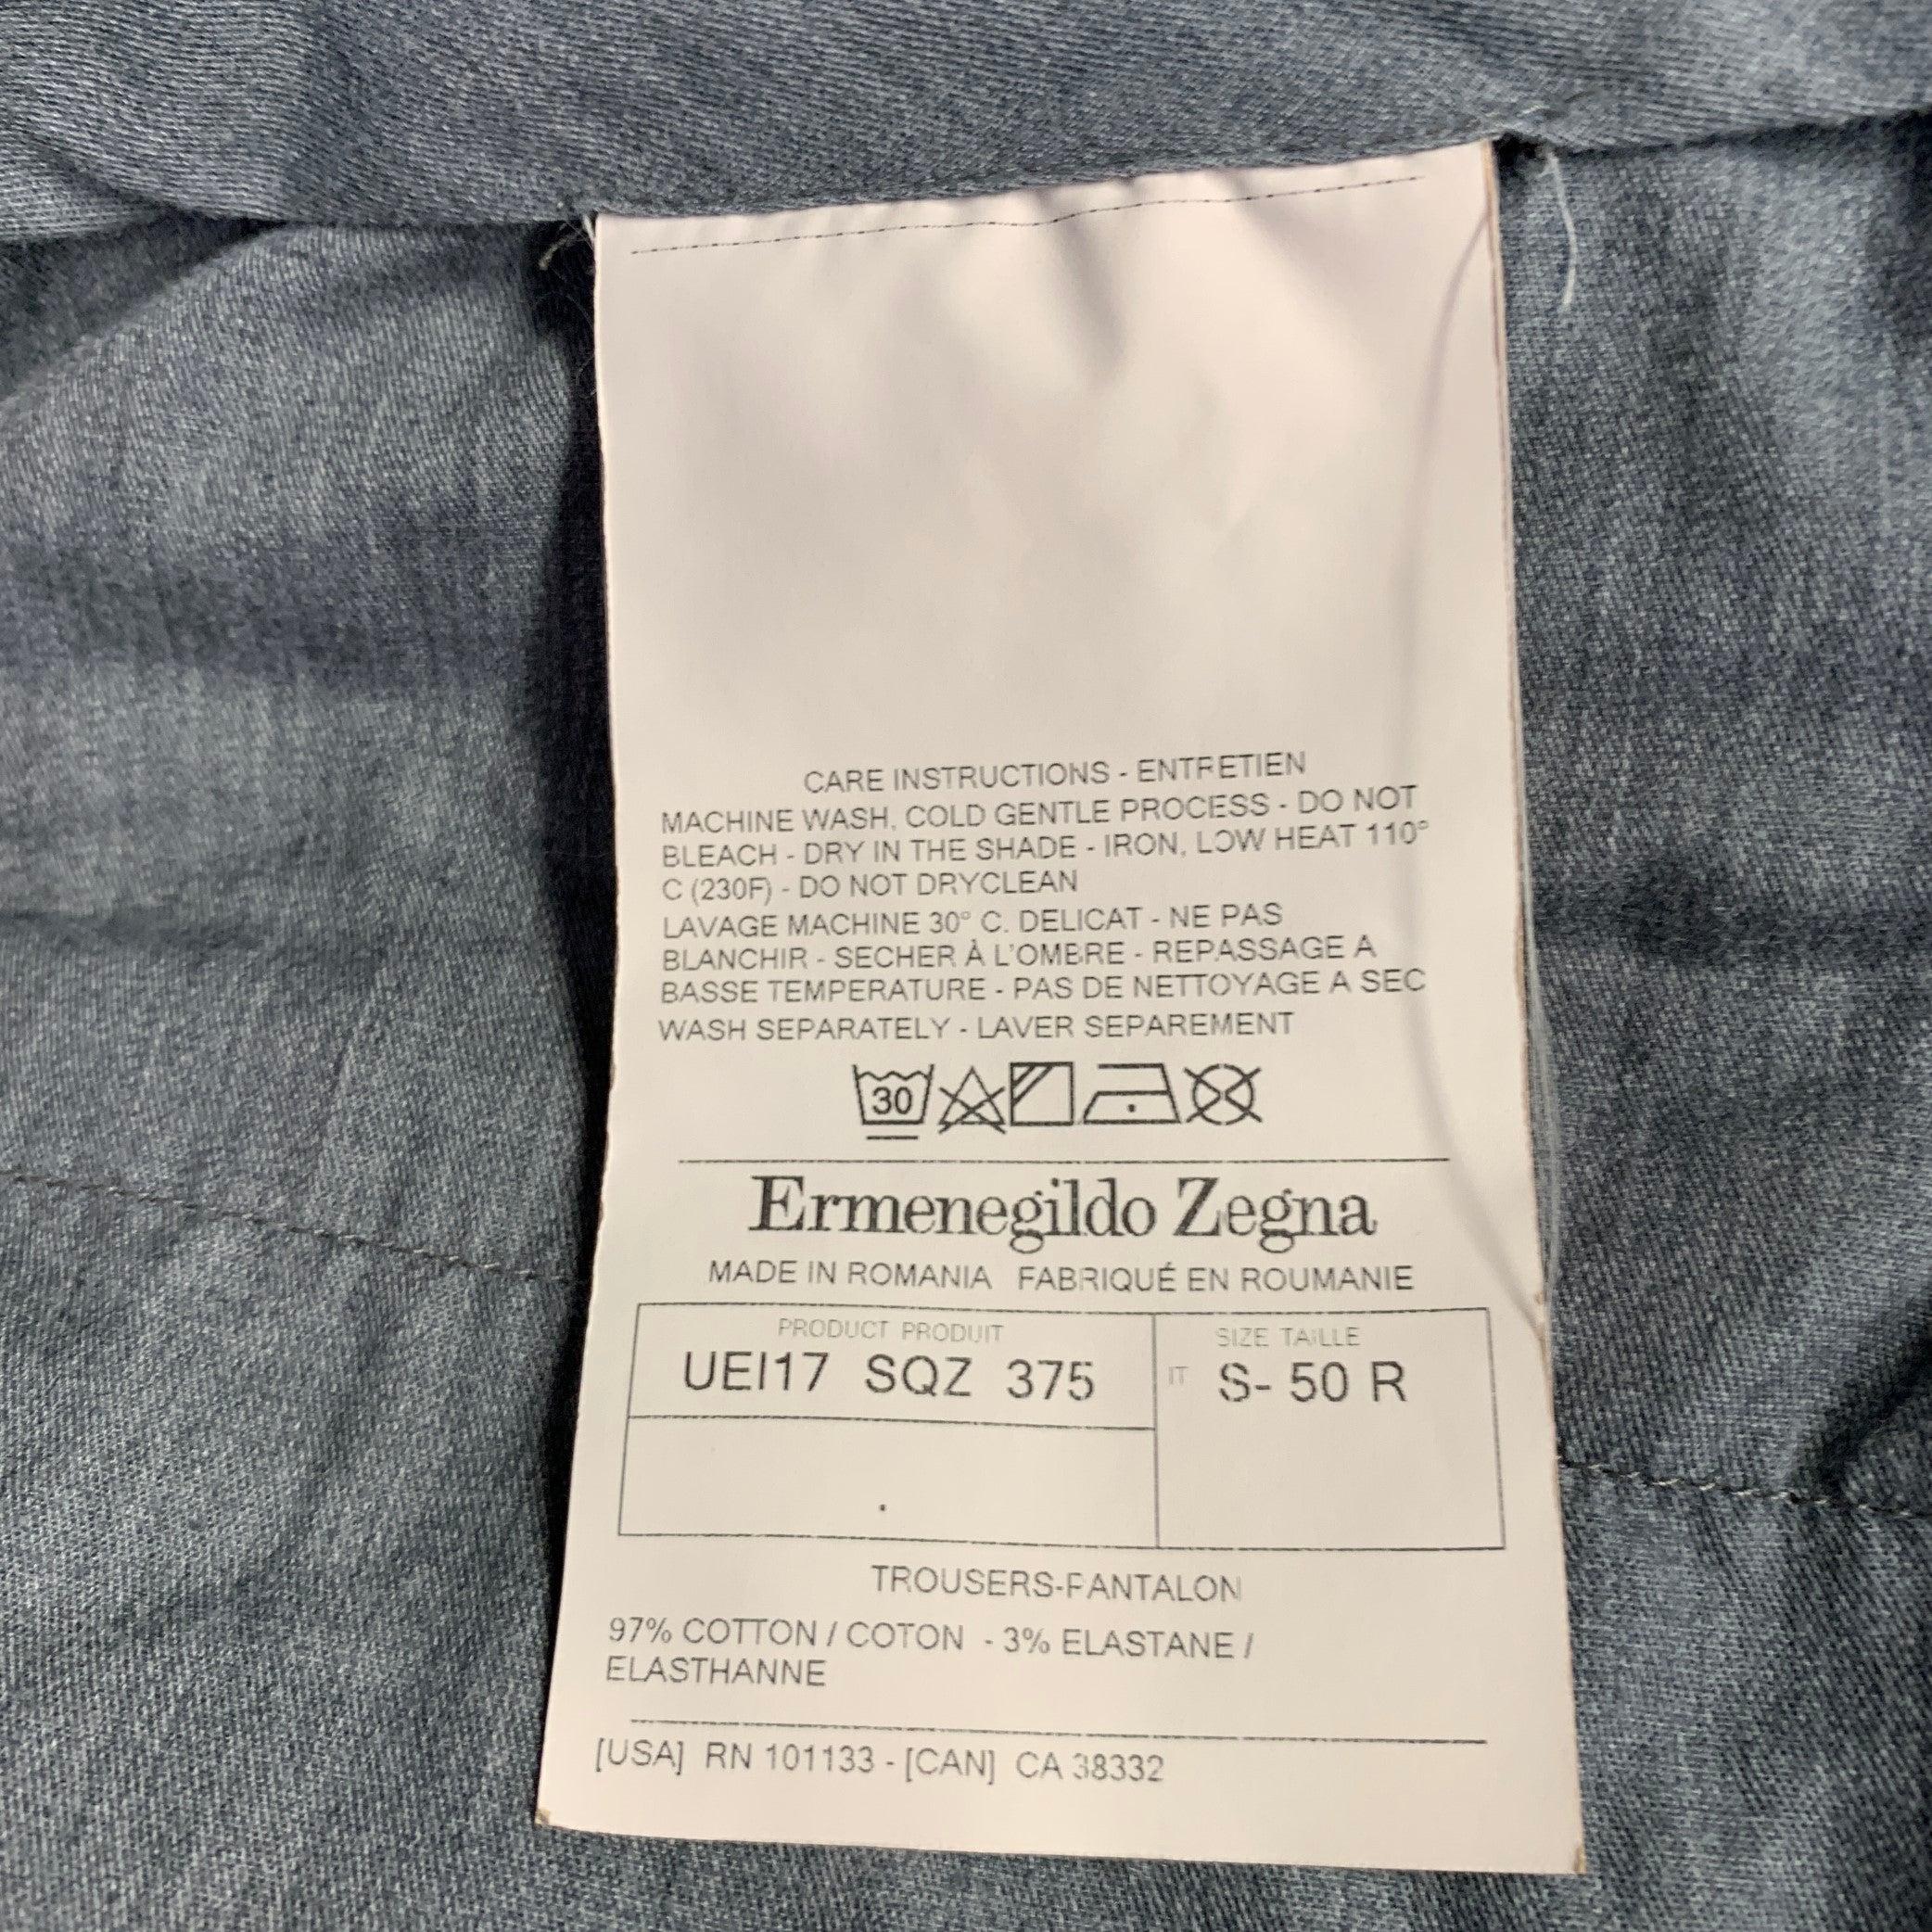 CARE INSTRUCTIONS - ENTRETIEN
MACHINE WASH, COLD GENTLE PROCESS - DO NOT
BLEACH - DRY IN THE SHADE - IRON, LOW HEAT 110°
C (230F) - DO NOT DRYCLEAN
LAVAGE MACHINE 30° C. DELICAT - NE PAS
BLANCHIR - SECHER À L'OMBRE - REPASSAGE A
BASSE TEMPERATURE - PAS DE NETTOYAGE A SEC
WASH SEPARATELY - LAVER SEPAREMENT
30
Ermenegildo Zegna
MADE IN ROMANIA FABRIQUÉ EN ROUMANIE
PRODUCT PRODUIT SIZE TAILLE
UEI17 SQZ 375 IT S- 50 R
TROUSERS-PANTALON
97% COTTON / COTON - 3% ELASTANE /
ELASTHANNE
[USA] RN 101133 - [CAN] CA 38332